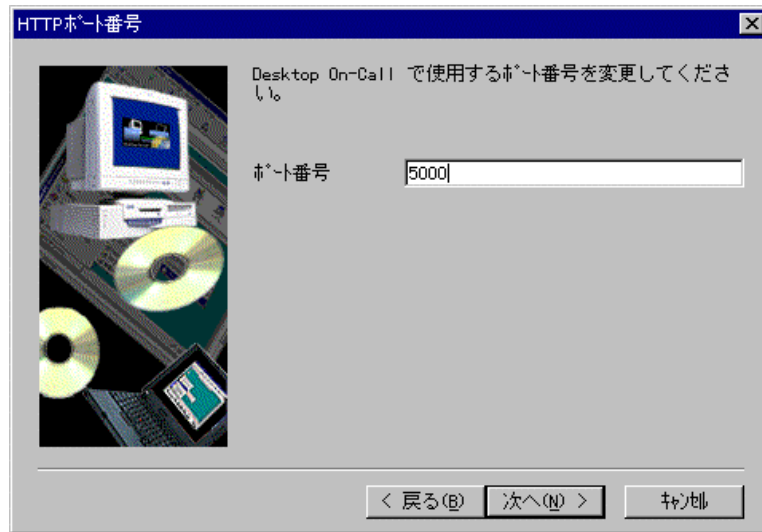 HTTPﾎﾟｰﾄ番号
Desktop On-Call で使用するﾎﾟｰﾄ番号を変更してくださ
い。
ﾎﾟｰﾄ番号
5000
< 戻る(B)
次へ(N) >
ｷｬﾝｾﾙ